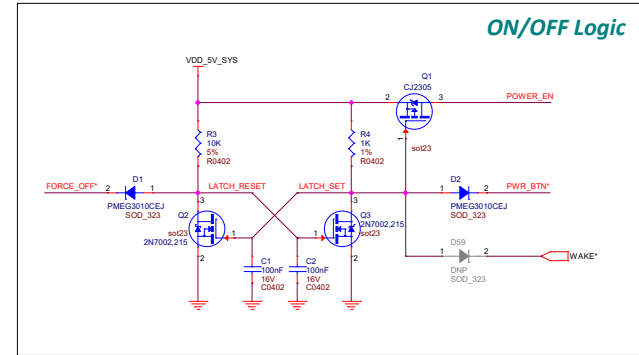 ON/OFF Logic
VDD_5V_SYS
Q1
CJ2305
2
3
POWER_EN
1
sot23
R3
10K
5%
R0402
R4
1K
1%
R0402
FORCE_OFF*
2
D1
1
PMEG3010CEJ
SOD_323
LATCH_RESET
LATCH_SET
1
D2
2
PWR_BTN*
PMEG3010CEJ
SOD_323
3
Q2
sot23
2N7002,215
1
2
3
Q3
2N7002,215
sot23
1
2
C1
100nF
16V
C0402
C2
100nF
16V
C0402
D59
1
2
DNP
SOD_323
WAKE*